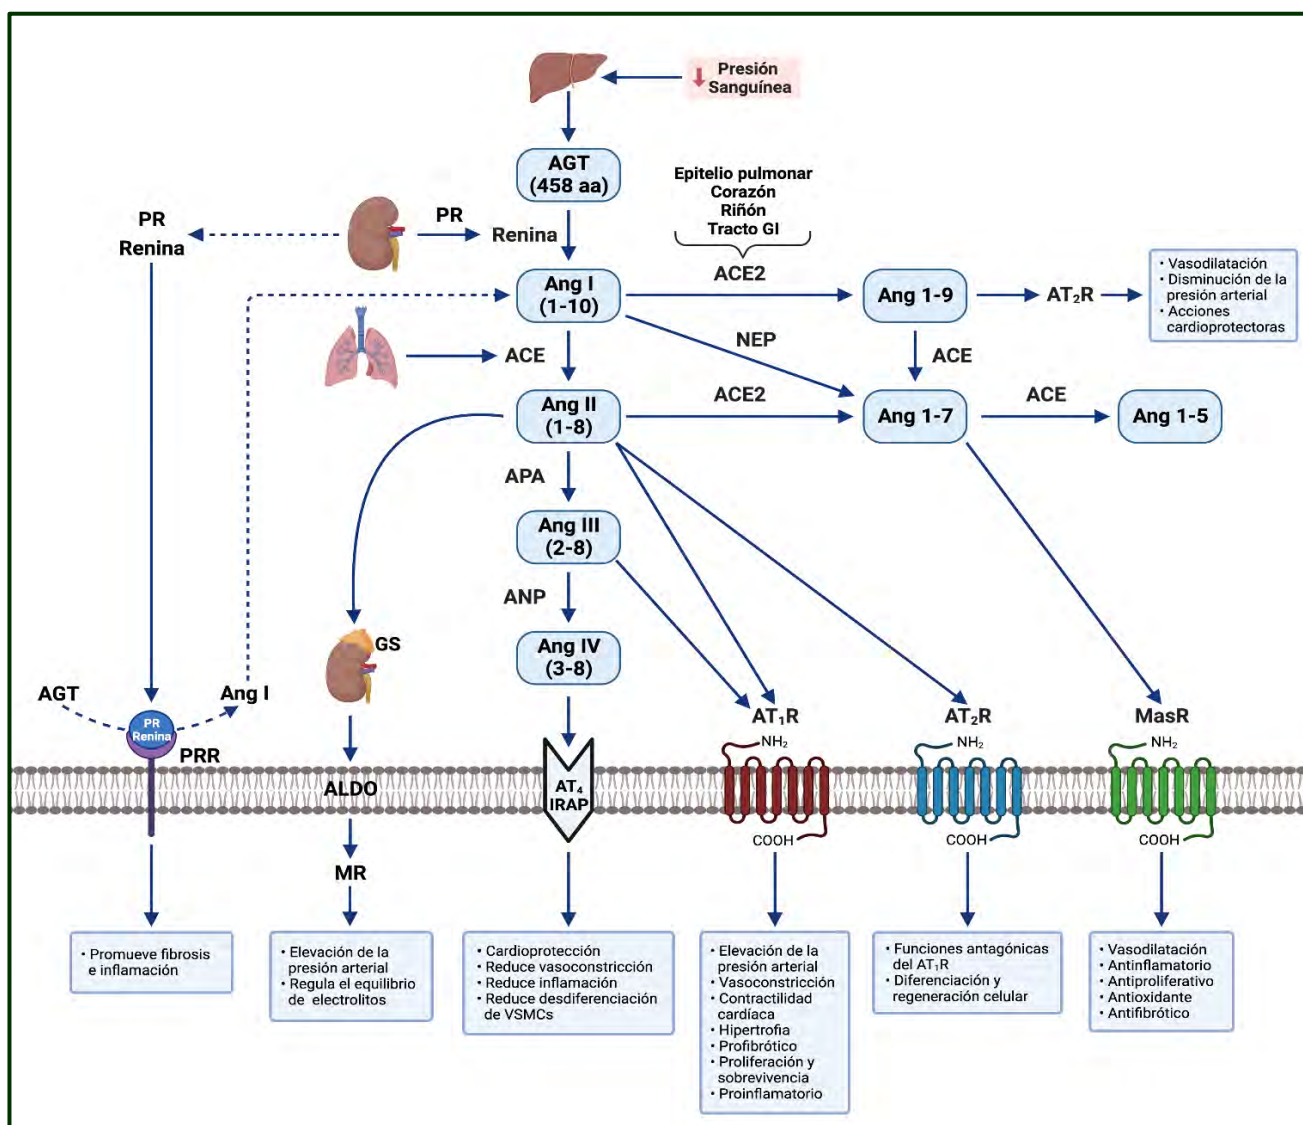 Presión
Sanguínea
AGT
(458 aa)
Epitelio pulmonar
Corazón
Riñón
Tracto GI
PR
Renina
PR
Renina
Ang I
(1-10)
ACE2
Ang 1-9
AT₂R
• Vasodilatación
• Disminución de la
presión arterial
• Acciones
cardioprotectoras
NEP
ACE
ACE
Ang II
(1-8)
ACE2
Ang 1-7
ACE
Ang 1-5
APA
Ang III
(2-8)
ANP
Ang IV
(3-8)
GS
AGT
Ang I
PR
Renina
PRR
ALDO
MR
AT₄
IRAP
AT₁R
NH₂
COOH
AT₂R
NH₂
COOH
MasR
NH₂
COOH
• Promueve fibrosis
e inflamación
• Elevación de la
presión arterial
• Regula el equilibrio
de electrolitos
• Cardioprotección
• Reduce vasoconstricción
• Reduce inflamación
• Reduce desdiferenciación
de VSMCs
• Elevación de la
presión arterial
• Vasoconstricción
• Contractilidad
cardíaca
• Hipertrofia
• Profibrótico
• Proliferación y
sobrevivencia
• Proinflamatorio
• Funciones antagónicas
del AT₁R
• Diferenciación y
regeneración celular
• Vasodilatación
• Antinflamatorio
• Antiproliferativo
• Antioxidante
• Antifibrótico